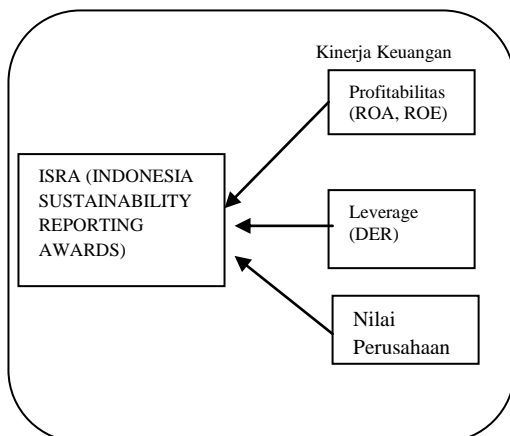 Kinerja Keuangan
Profitabilitas
(ROA, ROE)
ISRA (INDONESIA
SUSTAINABILITY
REPORTING
AWARDS)
Leverage
(DER)
Nilai
Perusahaan